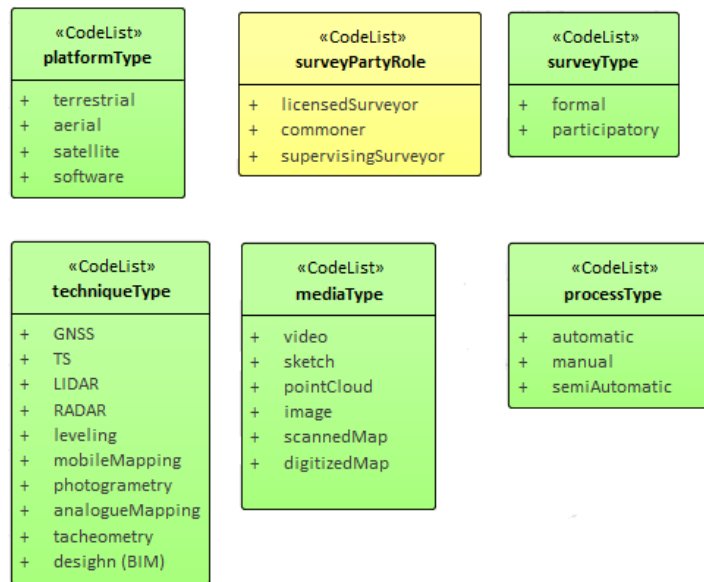 «CodeList»
platformType
+ terrestrial
+ aerial
+ satellite
+ software
«CodeList»
surveyPartyRole
+ licensedSurveyor
+ commoner
+ supervisingSurveyor
«CodeList»
surveyType
+ formal
+ participatory
«CodeList»
techniqueType
+ GNSS
+ TS
+ LIDAR
+ RADAR
+ leveling
+ mobileMapping
+ photogrametry
+ analogueMapping
+ tacheometry
+ desighn (BIM)
«CodeList»
mediaType
+ video
+ sketch
+ pointCloud
+ image
+ scannedMap
+ digitizedMap
«CodeList»
processType
+ automatic
+ manual
+ semiAutomatic